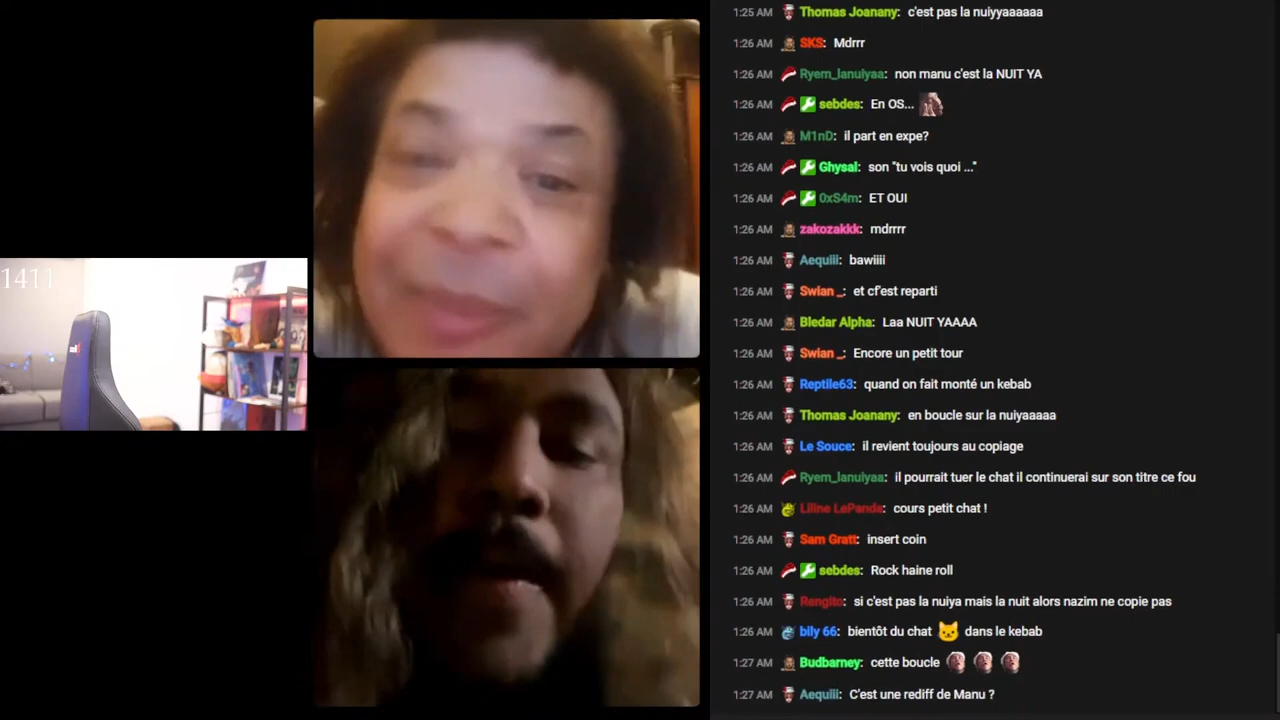 1411
1:25 AM Thomas Joanany: c'est pas la nuiyyaaaaaa
1:26 AM SKS: Mdrrr
1:26 AM Ryem_lanuiyaa: non manu c'est la NUIT YA
1:26 AM sebdes: En OS...
1:26 AM M1nD: il part en expe?
1:26 AM Ghysal: son "tu vois quoi ..."
1:26 AM 0xS4m: ET OUI
1:26 AM zakozakkk: mdrrrr
1:26 AM Aequiii: bawiiii
1:26 AM Swian _: et cf'est reparti
1:26 AM Bledar Alpha: Laa NUIT YAAAA
1:26 AM Swian _: Encore un petit tour
1:26 AM Reptile63: quand on fait monté un kebab
1:26 AM Thomas Joanany: en boucle sur la nuiyaaaaa
1:26 AM Le Souce: il revient toujours au copiage
1:26 AM Ryem_lanuiyaa: il pourrait tuer le chat il continuerai sur son titre ce fou
1:26 AM Liline LePanda: cours petit chat !
1:26 AM Sam Gratt: insert coin
1:26 AM sebdes: Rock haine roll
1:26 AM Rengito: si c'est pas la nuiya mais la nuit alors nazim ne copie pas
1:26 AM bily 66: bientôt du chat 🐱 dans le kebab
1:27 AM Budbarney: cette boucle
1:27 AM Aequiii: C'est une rediff de Manu ?